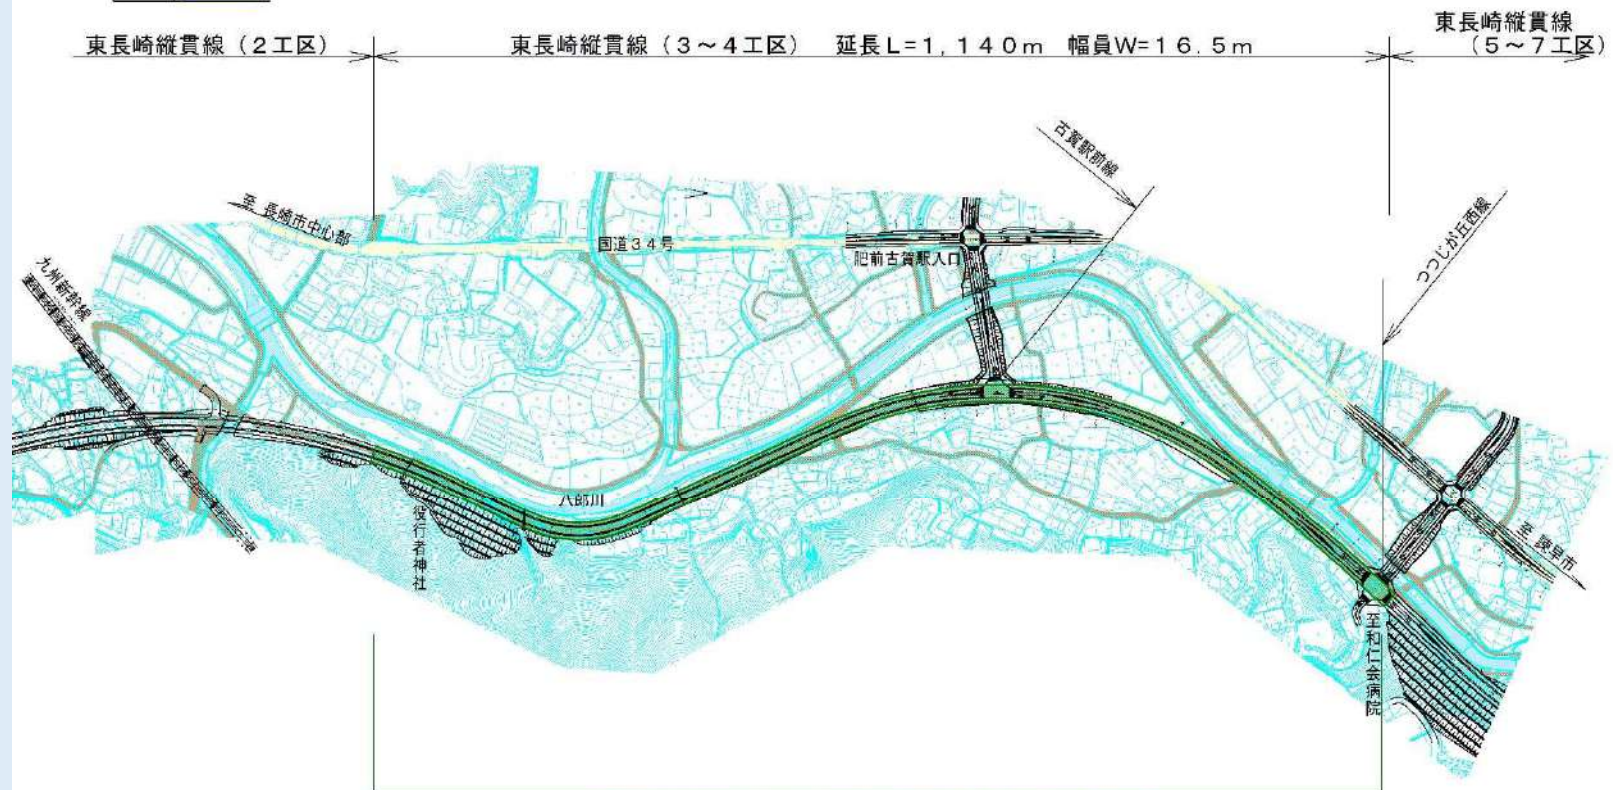 東長崎縦貫線（２工区）
東長崎縦貫線（３～４工区）　延長Ｌ＝１，１４０ｍ　幅員Ｗ＝１６．５ｍ
東長崎縦貫線
（５～７工区）
古賀駅前線
至 長崎市中心部
国道３４号
肥前古賀駅入口
つつじが丘西線
九州新幹線
八郎川
役行者神社
至 諫早市
至和仁会病院